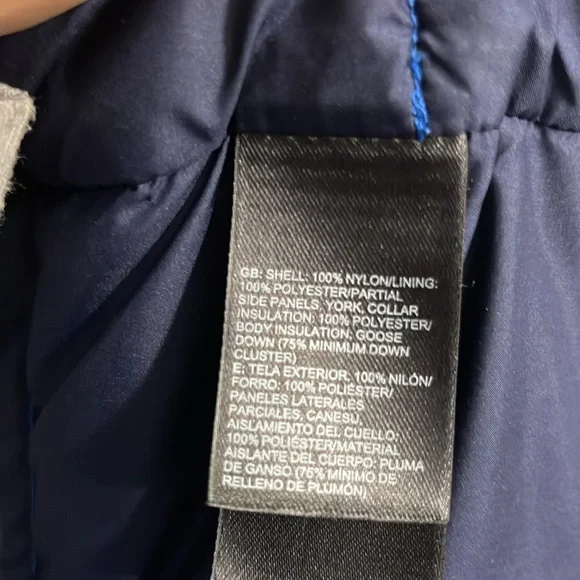 GB: SHELL: 100% NYLON/LINING:
100% POLYESTER/PARTIAL
SIDE PANELS, YORK, COLLAR
INSULATION: 100% POLYESTER/
BODY INSULATION, GOOSE
DOWN (75% MINIMUM DOWN
CLUSTER)
E: TELA EXTERIOR, 100% NILÓN/
FORRO: 100% POLIÉSTER/
PANELES LATERALES
PARCIALES, CANESU,
AISLAMIENTO DEL CUELLO:
100% POLIÉSTER/MATERIAL
AISLANTE DEL CUERPO: PLUMA
DE GANSO (75% MÍNIMO DE
RELLENO DE PLUMÓN)